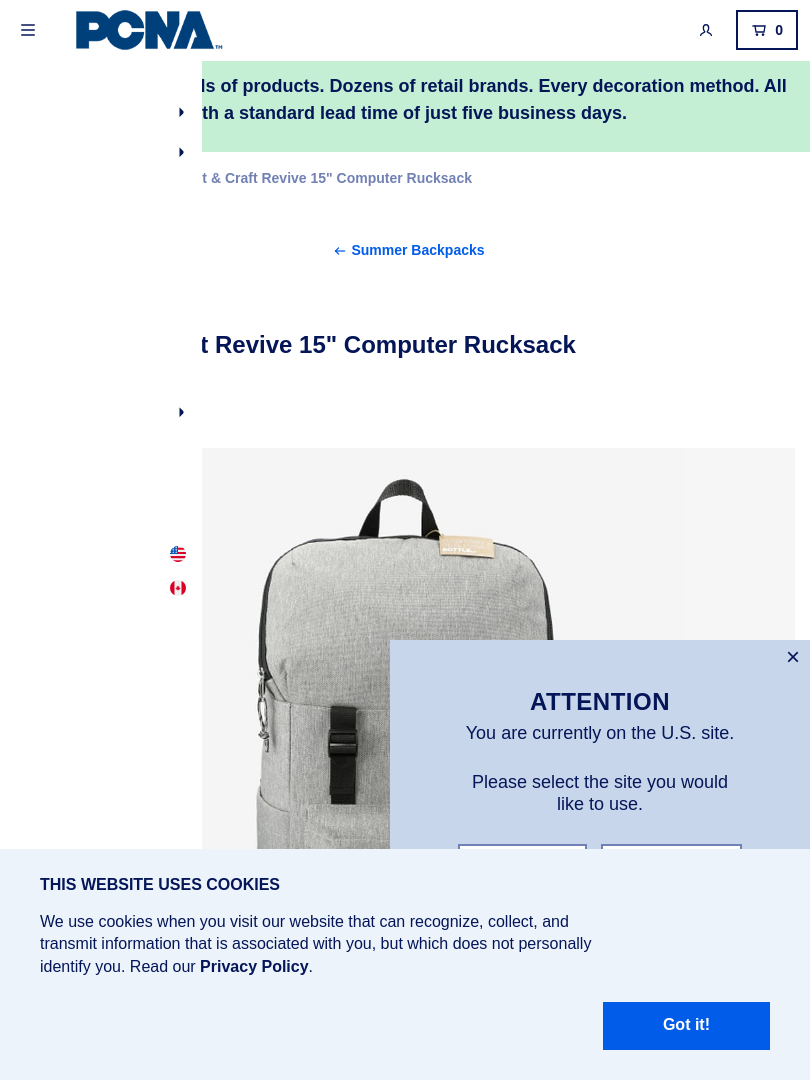 PCNA™
0
ls of products. Dozens of retail brands. Every decoration method. All
th a standard lead time of just five business days.
t & Craft Revive 15" Computer Rucksack
Summer Backpacks
t Revive 15" Computer Rucksack
ATTENTION
You are currently on the U.S. site.
Please select the site you would
like to use.
THIS WEBSITE USES COOKIES
We use cookies when you visit our website that can recognize, collect, and
transmit information that is associated with you, but which does not personally
identify you. Read our Privacy Policy.
Got it!